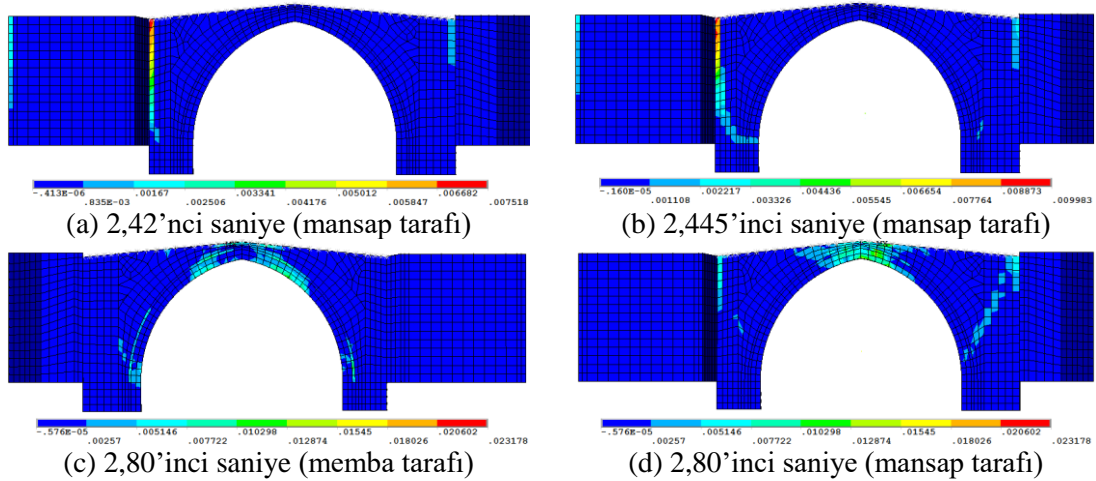 -.413E-06 .00167 .003341 .005012 .006682
.835E-03 .002506 .004176 .005847 .007518
(a) 2,42’nci saniye (mansap tarafı)
-.160E-05 .002217 .004436 .006654 .008873
.001108 .003326 .005545 .007764 .009983
(b) 2,445’inci saniye (mansap tarafı)
-.576E-05 .005146 .010298 .01545 .020602
.00257 .007722 .012874 .018026 .023178
(c) 2,80’inci saniye (memba tarafı)
-.576E-05 .005146 .010298 .01545 .020602
.00257 .007722 .012874 .018026 .023178
(d) 2,80’inci saniye (mansap tarafı)